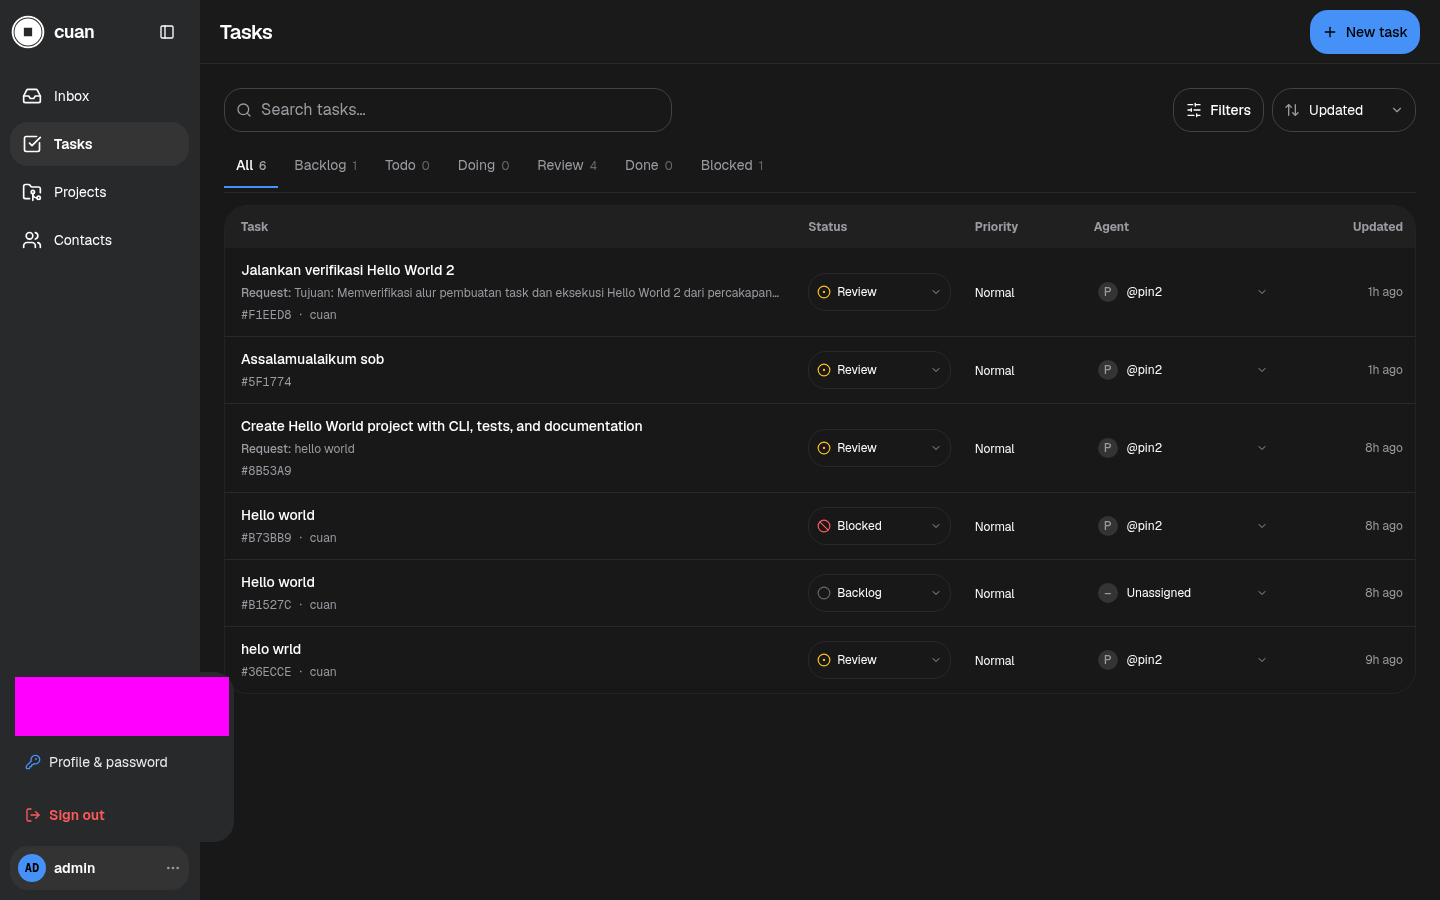 cuan
Tasks
New task
Inbox
Tasks
Projects
Contacts
Search tasks...
Filters
Updated
All 6
Backlog 1
Todo 0
Doing 0
Review 4
Done 0
Blocked 1
Task Status Priority Agent Updated
Jalankan verifikasi Hello World 2
Request: Tujuan: Memverifikasi alur pembuatan task dan eksekusi Hello World 2 dari percakapan...
#F1EED8 · cuan
Review Normal P @pin2 1h ago
Assalamualaikum sob
#5F1774
Review Normal P @pin2 1h ago
Create Hello World project with CLI, tests, and documentation
Request: hello world
#8B53A9
Review Normal P @pin2 8h ago
Hello world
#B73BB9 · cuan
Blocked Normal P @pin2 8h ago
Hello world
#B1527C · cuan
Backlog Normal – Unassigned 8h ago
helo wrld
#36ECCE · cuan
Review Normal P @pin2 9h ago
Profile & password
Sign out
AD admin